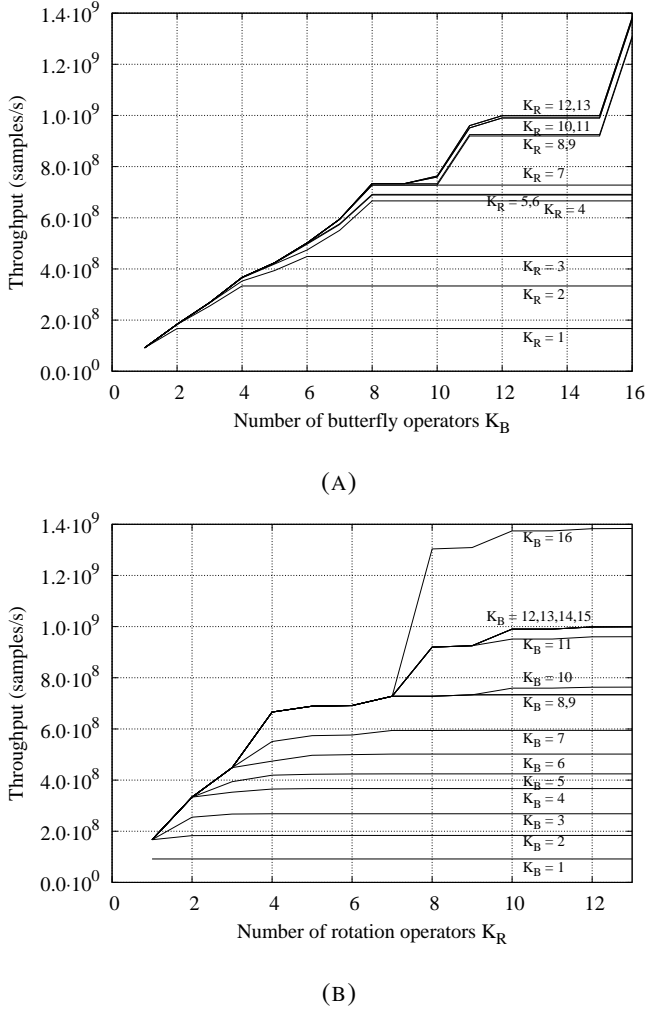 1.4·10^9
1.2·10^9
1.0·10^9
8.0·10^8
6.0·10^8
4.0·10^8
2.0·10^8
0.0·10^0
Throughput (samples/s)
K_R = 12,13
K_R = 10,11
K_R = 8,9
K_R = 7
K_R = 5,6 K_R = 4
K_R = 3
K_R = 2
K_R = 1
0 2 4 6 8 10 12 14 16
Number of butterfly operators K_B
(A)
1.4·10^9
1.2·10^9
1.0·10^9
8.0·10^8
6.0·10^8
4.0·10^8
2.0·10^8
0.0·10^0
Throughput (samples/s)
K_B = 16
K_B = 12,13,14,15
K_B = 11
K_B = 10
K_B = 8,9
K_B = 7
K_B = 6
K_B = 5
K_B = 4
K_B = 3
K_B = 2
K_B = 1
0 2 4 6 8 10 12
Number of rotation operators K_R
(B)